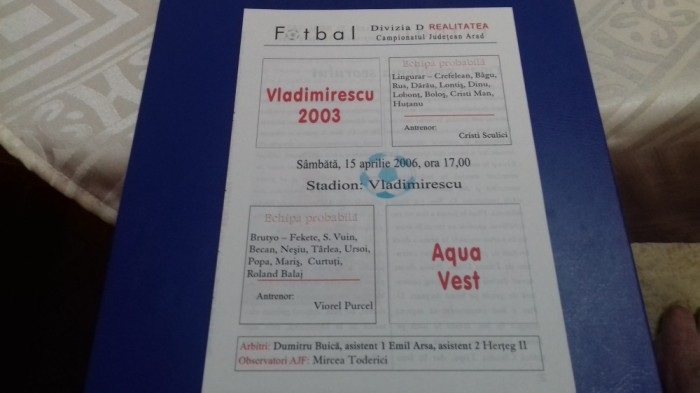 Fotbal
Divizia D REALITATEA
Campionatul Județean Arad
Vladimirescu
2003
Echipa probabilă
Lingurar – Crefelean, Bâgu,
Rus, Dărău, Lontiș, Dinu,
Lobonț, Boloș, Cristi Man,
Huțanu
Antrenor:
Cristi Sculici
Sâmbătă, 15 aprilie 2006, ora 17,00
Stadion: Vladimirescu
Echipa probabilă
Brutyo – Fekete, S. Vuin,
Becan, Neșiu, Târlea, Ursoi,
Popa, Mariș, Curtuți,
Roland Balaj
Antrenor:
Viorel Purcel
Aqua
Vest
Arbitri: Dumitru Buică, asistent 1 Emil Arsa, asistent 2 Herțeg II
Observatori AJF: Mircea Toderici